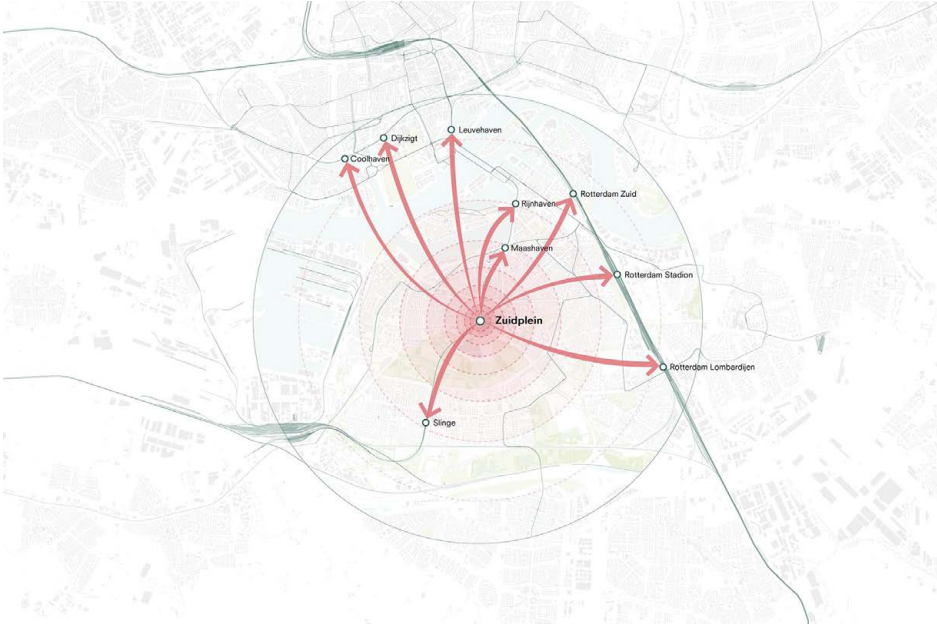 Leuvehaven
Dijkzigt
Coolhaven
Rotterdam Zuid
Rijnhaven
Maashaven
Rotterdam Stadion
Zuidplein
Rotterdam Lombardijen
Slinge